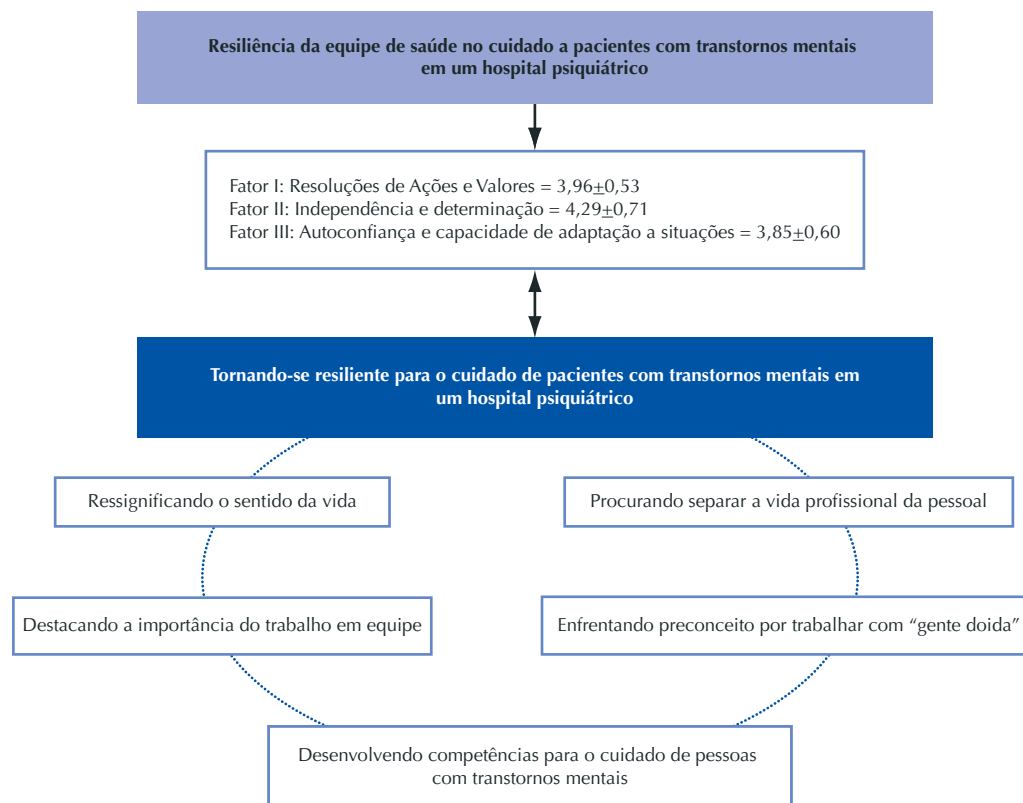 Resiliência da equipe de saúde no cuidado a pacientes com transtornos mentais
em um hospital psiquiátrico
Fator I: Resoluções de Ações e Valores = 3,96±0,53
Fator II: Independência e determinação = 4,29±0,71
Fator III: Autoconfiança e capacidade de adaptação a situações = 3,85±0,60
Tornando-se resiliente para o cuidado de pacientes com transtornos mentais em
um hospital psiquiátrico
Ressignificando o sentido da vida
Procurando separar a vida profissional da pessoal
Destacando a importância do trabalho em equipe
Enfrentando preconceito por trabalhar com “gente doida”
Desenvolvendo competências para o cuidado de pessoas
com transtornos mentais